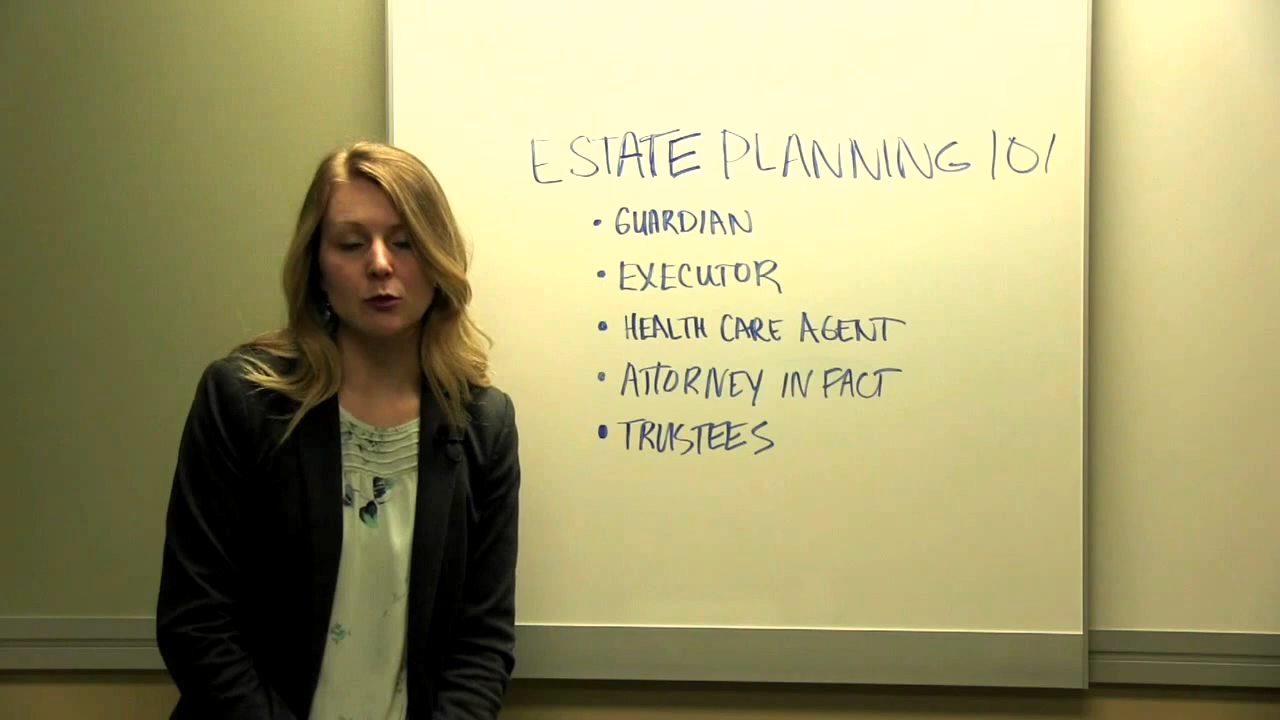 ESTATE PLANNING 101
• GUARDIAN
• EXECUTOR
• HEALTH CARE AGENT
• ATTORNEY IN FACT
• TRUSTEES